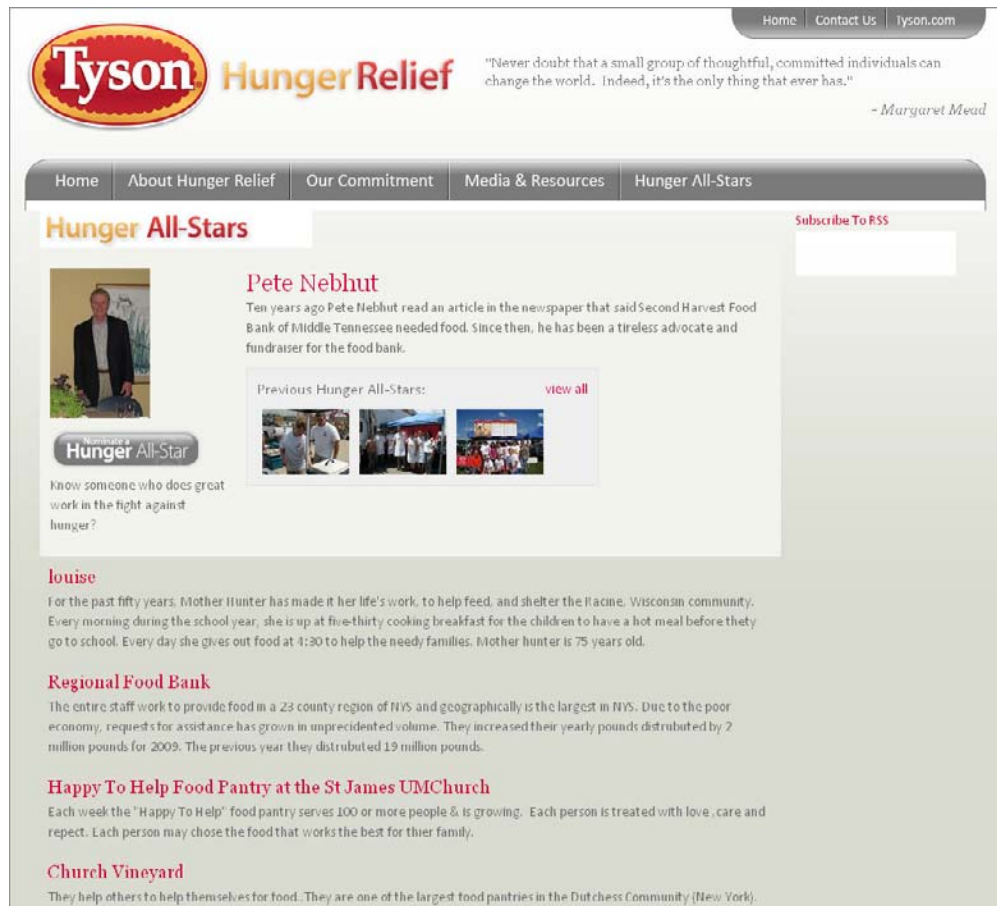 Home Contact Us Tyson.com
Tyson Hunger Relief
"Never doubt that a small group of thoughtful, committed individuals can
change the world.  Indeed, it's the only thing that ever has."
- Margaret Mead
Home About Hunger Relief Our Commitment Media & Resources Hunger All-Stars
Hunger All-Stars
Subscribe To RSS
Pete Nebhut
Ten years ago Pete Nebhut read an article in the newspaper that said Second Harvest Food
Bank of Middle Tennessee needed food. Since then, he has been a tireless advocate and
fundraiser for the food bank.
Previous Hunger All-Stars: view all
Nominate a
Hunger All-Star
Know someone who does great
work in the fight against
hunger?
louise
For the past fifty years, Mother Hunter has made it her life's work, to help feed, and shelter the Racine, Wisconsin community.
Every morning during the school year, she is up at five-thirty cooking breakfast for the children to have a hot meal before thety
go to school. Every day she gives out food at 4:30 to help the needy families. Mother hunter is 75 years old.
Regional Food Bank
The entire staff work to provide food in a 23 county region of NYS and geographically is the largest in NYS. Due to the poor
economy, requests for assistance has grown in unprecidented volume. They increased their yearly pounds distrubuted by 2
million pounds for 2009. The previous year they distrubuted 19 million pounds.
Happy To Help Food Pantry at the St James UMChurch
Each week the "Happy To Help" food pantry serves 100 or more people & is growing.  Each person is treated with love ,care and
repect. Each person may chose the food that works the best for thier family.
Church Vineyard
They help others to help themselves for food..They are one of the largest food pantries in the Dutchess Community (New York).